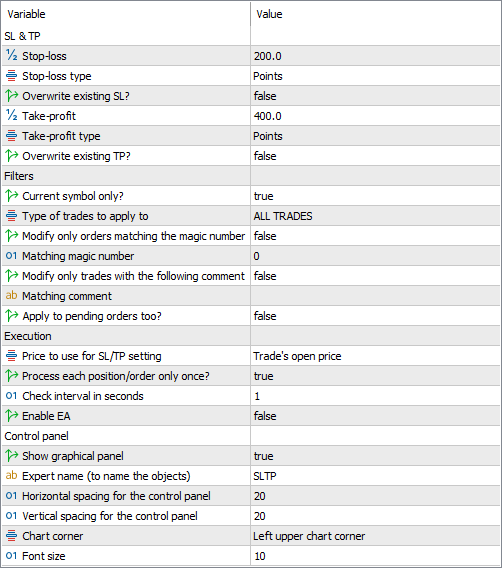 Variable Value
SL & TP
½ Stop-loss 200.0
Stop-loss type Points
Overwrite existing SL? false
½ Take-profit 400.0
Take-profit type Points
Overwrite existing TP? false
Filters
Current symbol only? true
Type of trades to apply to ALL TRADES
Modify only orders matching the magic number false
01 Matching magic number 0
Modify only trades with the following comment false
ab Matching comment
Apply to pending orders too? false
Execution
Price to use for SL/TP setting Trade's open price
Process each position/order only once? true
01 Check interval in seconds 1
Enable EA false
Control panel
Show graphical panel true
ab Expert name (to name the objects) SLTP
01 Horizontal spacing for the control panel 20
01 Vertical spacing for the control panel 20
Chart corner Left upper chart corner
01 Font size 10